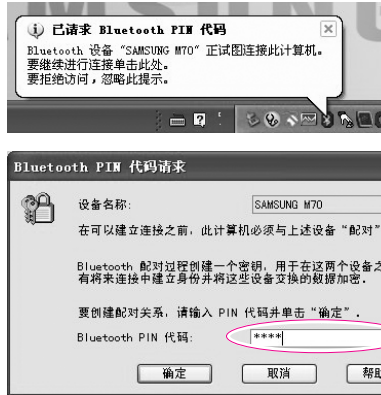 已请求 Bluetooth PIN 代码
Bluetooth 设备 “SAMSUNG M70” 正试图连接此计算机。
要继续进行连接单击此处。
要拒绝访问，忽略此提示。
Bluetooth PIN 代码请求
设备名称: SAMSUNG M70
在可以建立连接之前，此计算机必须与上述设备 “配对”
Bluetooth 配对过程创建一个密钥，用于在这两个设备之
有将来连接中建立身份并将这些设备交换的数据加密.
要创建配对关系，请输入 PIN 代码并单击 “确定” .
Bluetooth PIN 代码: ****
确定 取消 帮助